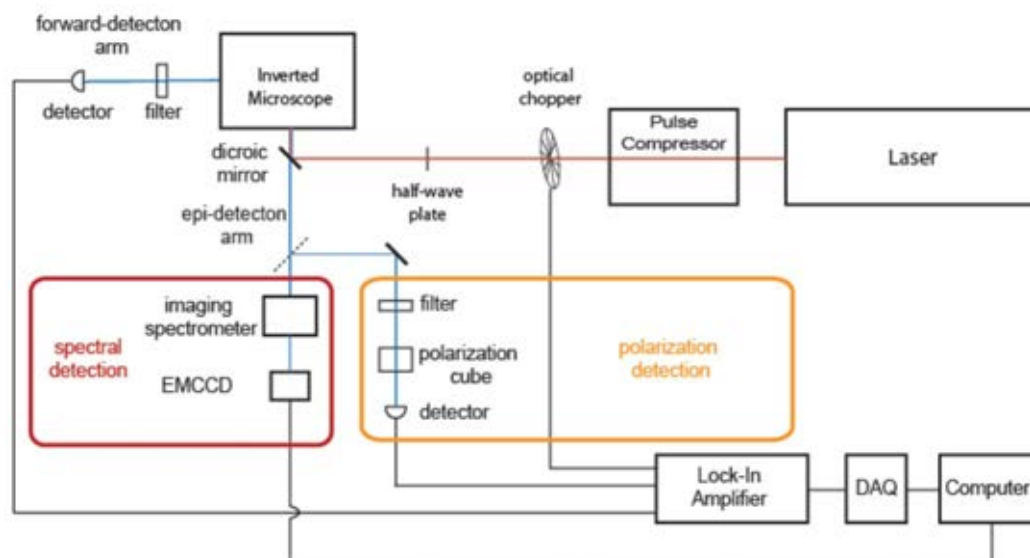 forward-detecton
arm
detector
filter
Inverted
Microscope
optical
chopper
Pulse
Compressor
Laser
dicroic
mirror
half-wave
plate
epi-detecton
arm
imaging
spectrometer
spectral
detection
EMCCD
filter
polarization
cube
polarization
detection
detector
Lock-In
Amplifier
DAQ
Computer